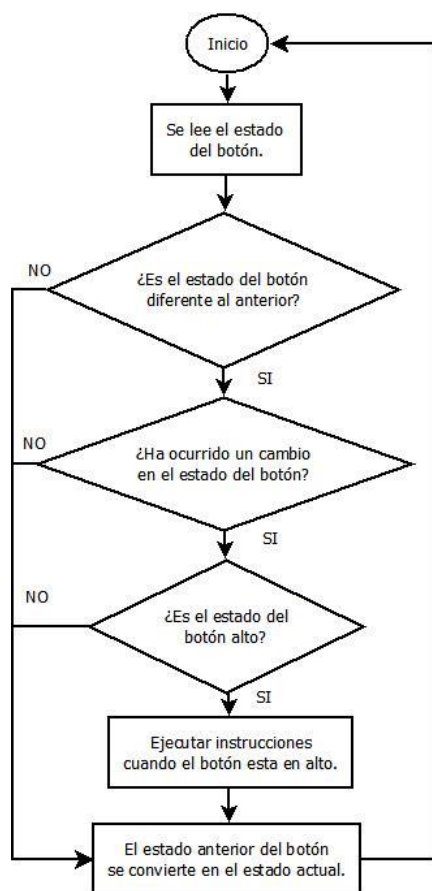 Inicio
Se lee el estado
del botón.
NO
¿Es el estado del botón
diferente al anterior?
SI
NO
¿Ha ocurrido un cambio
en el estado del botón?
SI
NO
¿Es el estado del
botón alto?
SI
Ejecutar instrucciones
cuando el botón esta en alto.
El estado anterior del botón
se convierte en el estado actual.